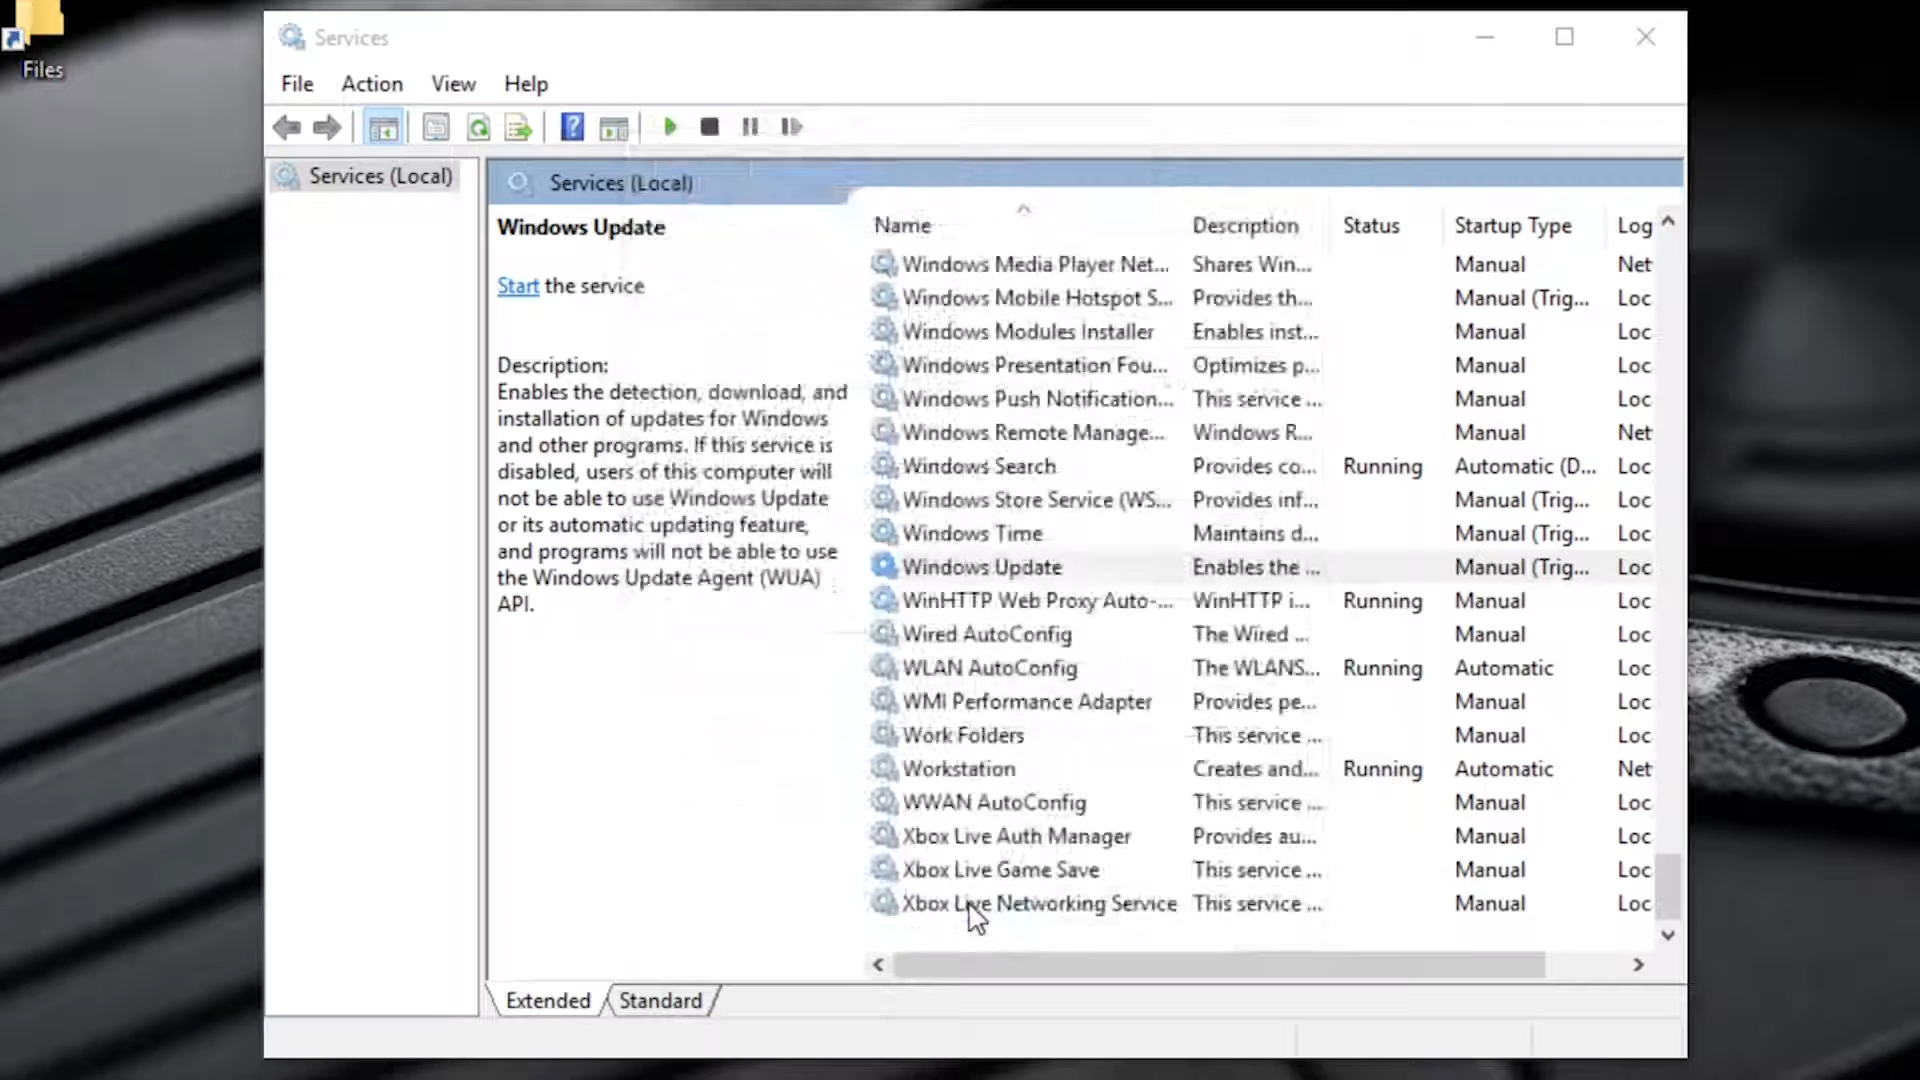 Files
Services
File Action View Help
Services (Local)
Services (Local)
Windows Update
Start the service
Description:
Enables the detection, download, and
installation of updates for Windows
and other programs. If this service is
disabled, users of this computer will
not be able to use Windows Update
or its automatic updating feature,
and programs will not be able to use
the Windows Update Agent (WUA)
API.
Name Description Status Startup Type Log
Windows Media Player Net... Shares Win... Manual Net
Windows Mobile Hotspot S... Provides th... Manual (Trig... Loc
Windows Modules Installer Enables inst... Manual Loc
Windows Presentation Fou... Optimizes p... Manual Loc
Windows Push Notification... This service ... Manual Loc
Windows Remote Manage... Windows R... Manual Net
Windows Search Provides co... Running Automatic (D... Loc
Windows Store Service (WS... Provides inf... Manual (Trig... Loc
Windows Time Maintains d... Manual (Trig... Loc
Windows Update Enables the ... Manual (Trig... Loc
WinHTTP Web Proxy Auto-... WinHTTP i... Running Manual Loc
Wired AutoConfig The Wired ... Manual Loc
WLAN AutoConfig The WLANS... Running Automatic Loc
WMI Performance Adapter Provides pe... Manual Loc
Work Folders This service ... Manual Loc
Workstation Creates and... Running Automatic Net
WWAN AutoConfig This service ... Manual Loc
Xbox Live Auth Manager Provides au... Manual Loc
Xbox Live Game Save This service ... Manual Loc
Xbox Live Networking Service This service ... Manual Loc
Extended Standard